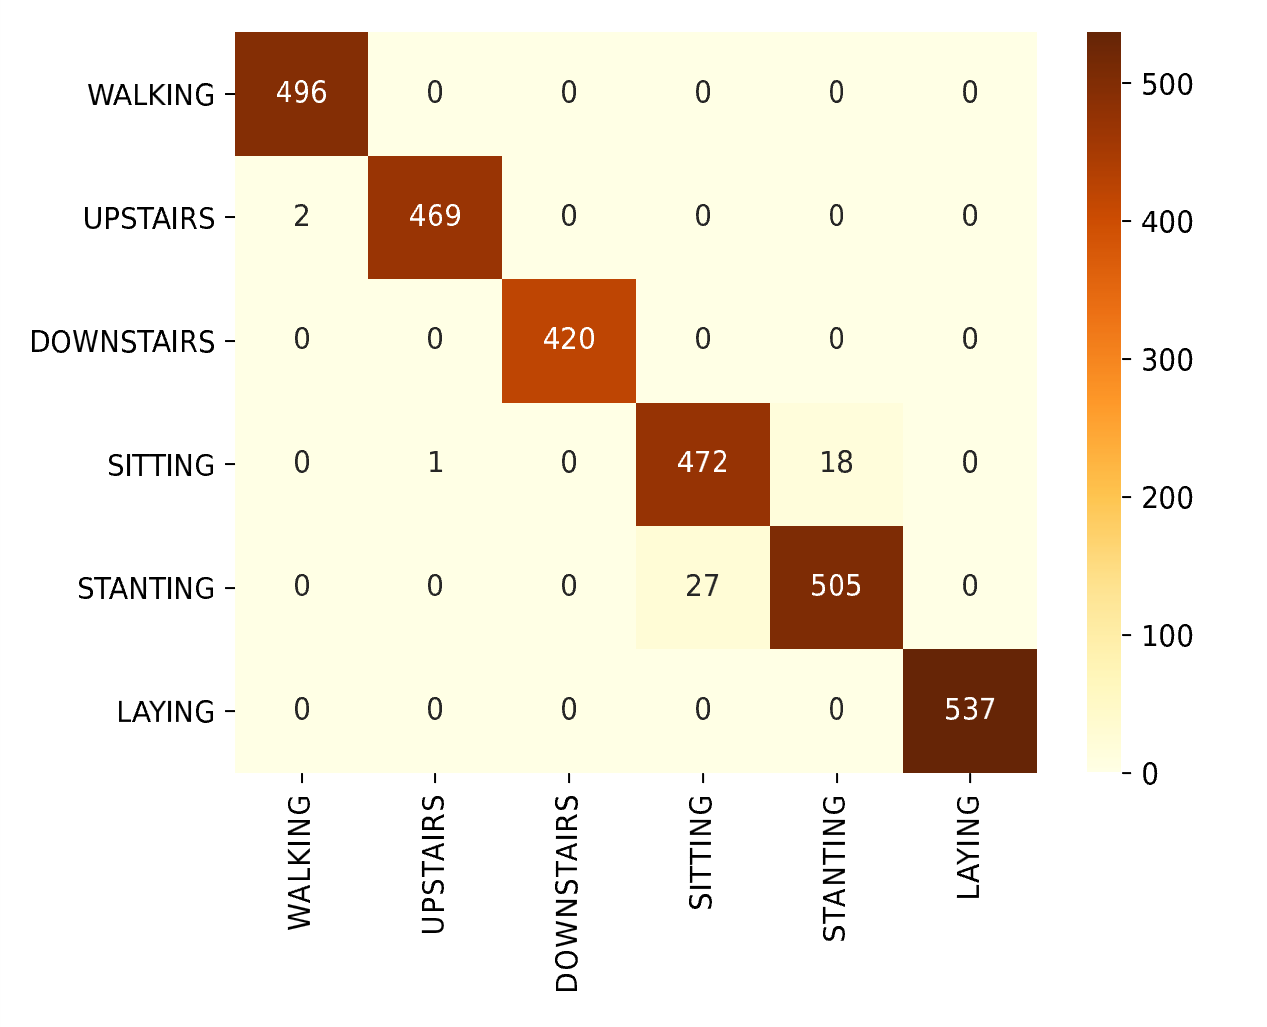 WALKING 496 0 0 0 0 0
UPSTAIRS 2 469 0 0 0 0
DOWNSTAIRS 0 0 420 0 0 0
SITTING 0 1 0 472 18 0
STANTING 0 0 0 27 505 0
LAYING 0 0 0 0 0 537
WALKING
UPSTAIRS
DOWNSTAIRS
SITTING
STANTING
LAYING
500
400
300
200
100
0